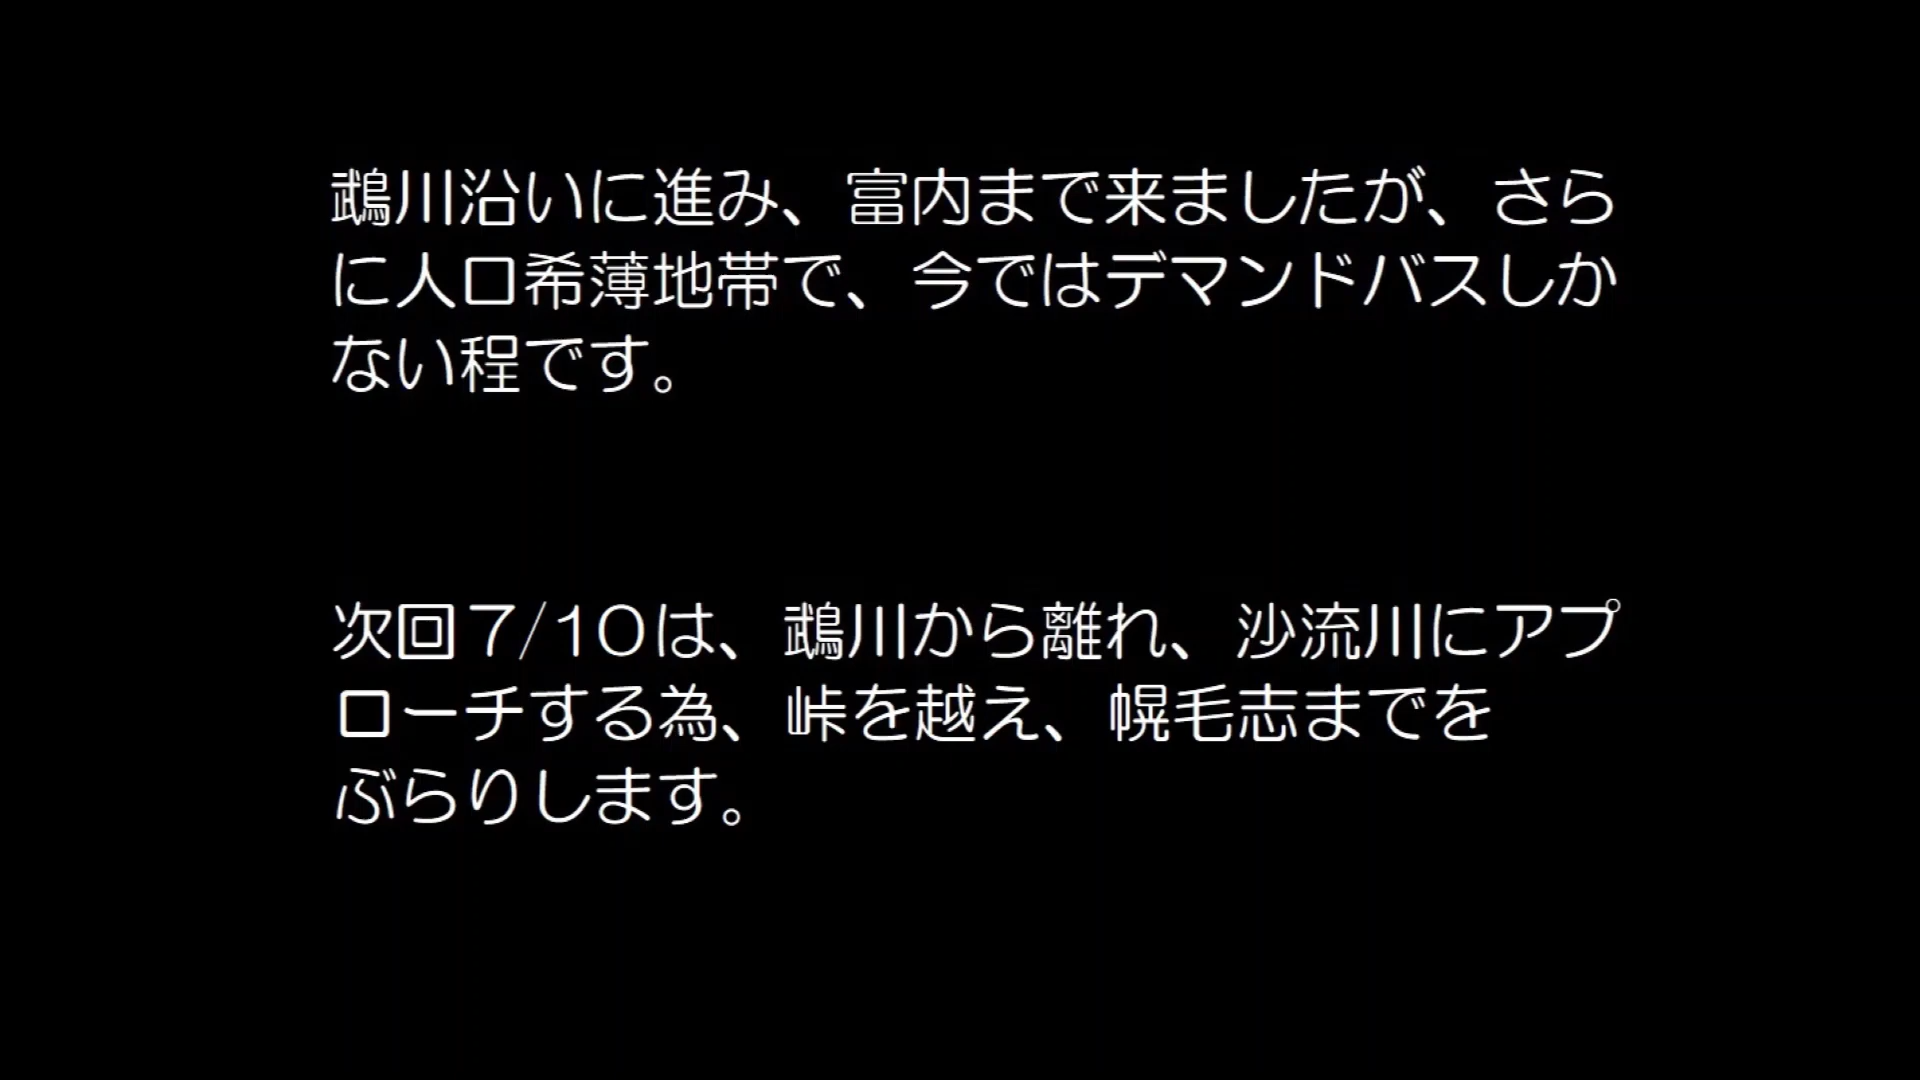 鵡川沿いに進み、富内まで来ましたが、さら
に人口希薄地帯で、今ではデマンドバスしか
ない程です。
次回７/１０は、鵡川から離れ、沙流川にアプ
ローチする為、峠を越え、幌毛志までを
ぶらりします。